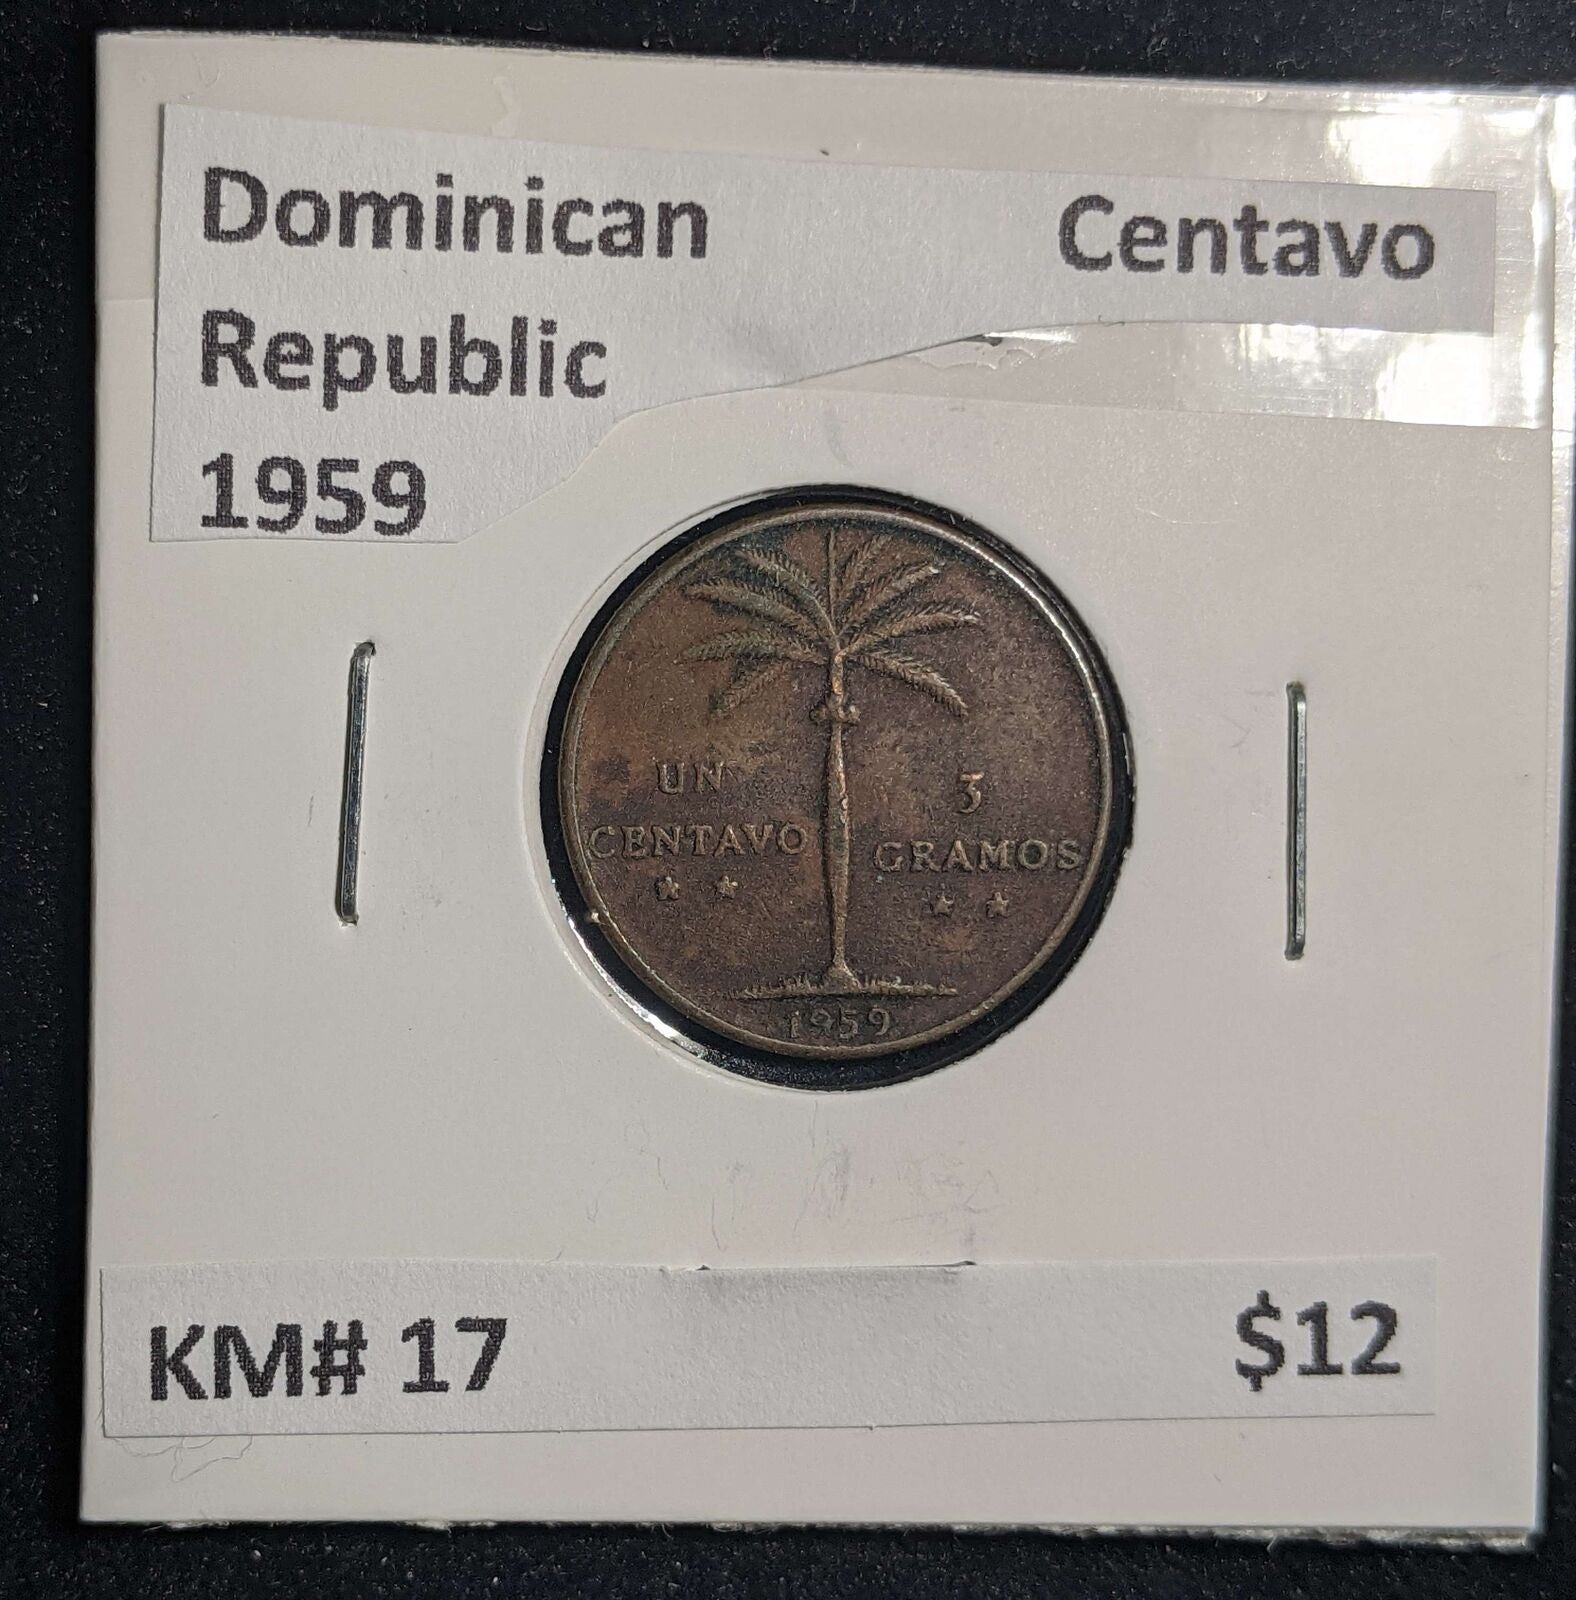 Dominican Centavo
Republic
1959
UN
CENTAVO
3
GRAMOS
1959
KM# 17 $12